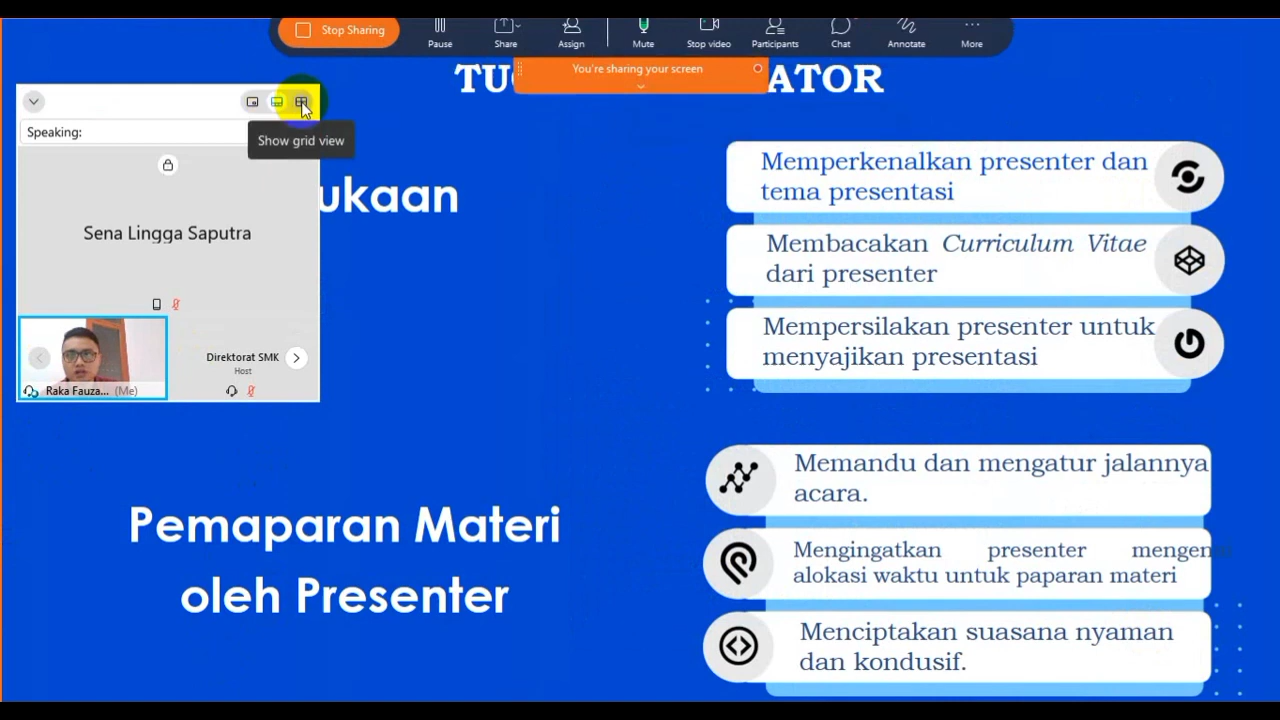 Stop Sharing
Pause
Share
Assign
Mute
Stop video
Participants
Chat
Annotate
More
You're sharing your screen
Speaking:
Show grid view
Sena Lingga Saputra
Raka Fauza... (Me)
Direktorat SMK
Host
Memperkenalkan presenter dan
tema presentasi
Membacakan Curriculum Vitae
dari presenter
Mempersilakan presenter untuk
menyajikan presentasi
Pemaparan Materi
oleh Presenter
Memandu dan mengatur jalannya
acara.
Mengingatkan presenter
alokasi waktu untuk paparan materi
Menciptakan suasana nyaman
dan kondusif.